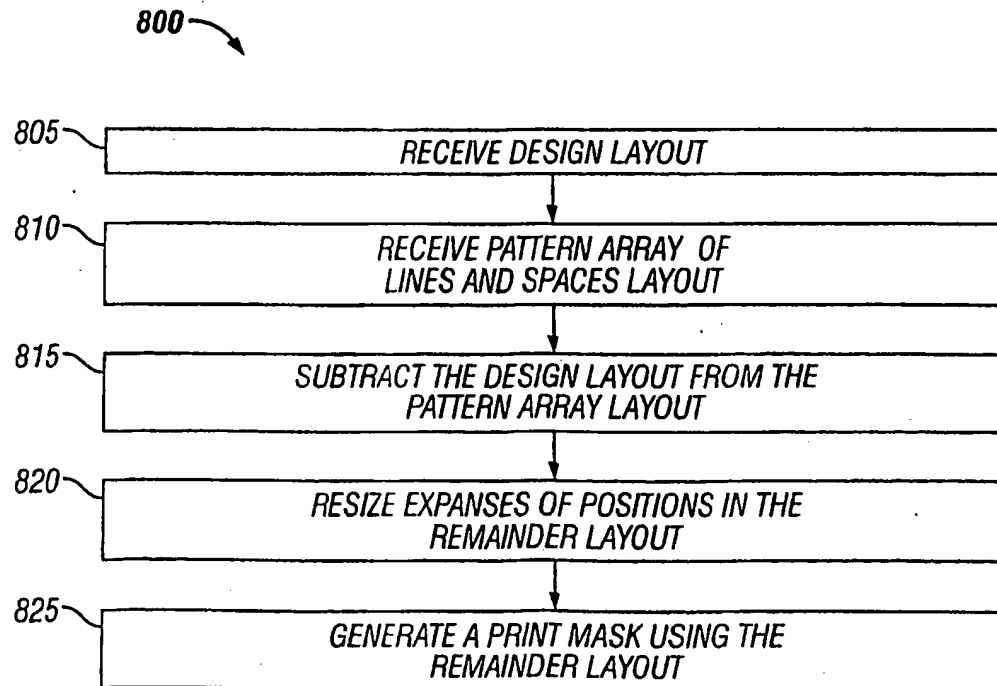 800
805
RECEIVE DESIGN LAYOUT
810
RECEIVE PATTERN ARRAY OF
LINES AND SPACES LAYOUT
815
SUBTRACT THE DESIGN LAYOUT FROM THE
PATTERN ARRAY LAYOUT
820
RESIZE EXPANSES OF POSITIONS IN THE
REMAINDER LAYOUT
825
GENERATE A PRINT MASK USING THE
REMAINDER LAYOUT